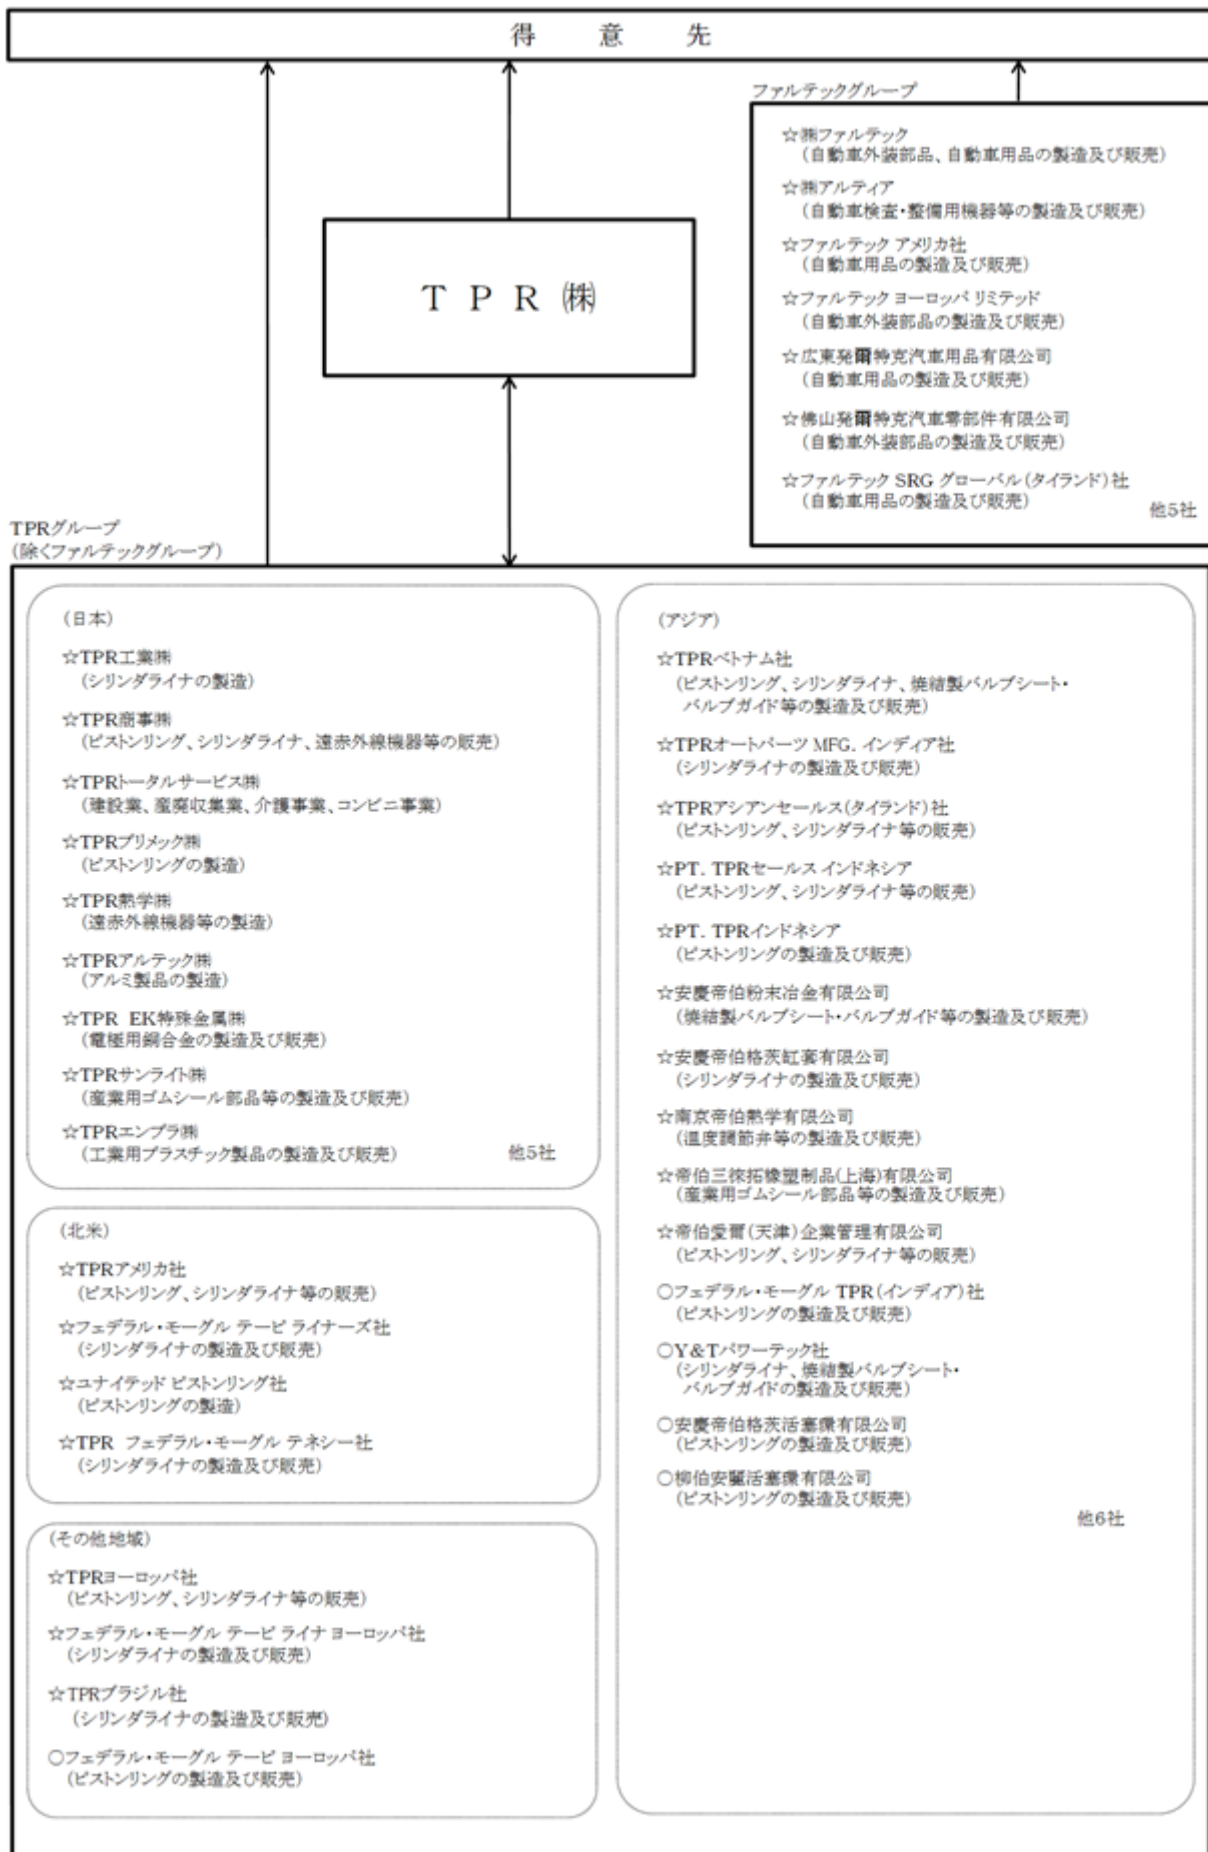 得意先
ファルテックグループ
☆㈱ファルテック
(自動車外装部品、自動車用品の製造及び販売)
☆㈱アルティア
(自動車検査・整備用機器等の製造及び販売)
☆ファルテック アメリカ社
(自動車用品の製造及び販売)
☆ファルテック ヨーロッパ リミテッド
(自動車外装部品の製造及び販売)
☆広東発爾特克汽車用品有限公司
(自動車用品の製造及び販売)
☆佛山発爾特克汽車零部件有限公司
(自動車外装部品の製造及び販売)
☆ファルテック SRG グローバル(タイランド)社
(自動車用品の製造及び販売)
他5社
TPR㈱
TPRグループ
(除くファルテックグループ)
(日本)
☆TPR工業㈱
(シリンダライナの製造)
☆TPR商事㈱
(ピストンリング、シリンダライナ、遠赤外線機器等の販売)
☆TPRトータルサービス㈱
(建設業、産廃収集業、介護事業、コンビニ事業)
☆TPRプリメック㈱
(ピストンリングの製造)
☆TPR熱学㈱
(遠赤外線機器等の製造)
☆TPRアルテック㈱
(アルミ製品の製造)
☆TPR EK特殊金属㈱
(電極用銅合金の製造及び販売)
☆TPRサンライト㈱
(産業用ゴムシール部品等の製造及び販売)
☆TPRエンプラ㈱
(工業用プラスチック製品の製造及び販売)
他5社
(北米)
☆TPRアメリカ社
(ピストンリング、シリンダライナ等の販売)
☆フェデラル・モーグル テーピ ライナーズ社
(シリンダライナの製造及び販売)
☆ユナイテッド ピストンリング社
(ピストンリングの製造)
☆TPR フェデラル・モーグル テネシー社
(シリンダライナの製造及び販売)
(その他地域)
☆TPRヨーロッパ社
(ピストンリング、シリンダライナ等の販売)
☆フェデラル・モーグル テーピ ライナ ヨーロッパ社
(シリンダライナの製造及び販売)
☆TPRブラジル社
(シリンダライナの製造及び販売)
○フェデラル・モーグル テーピ ヨーロッパ社
(ピストンリングの製造及び販売)
(アジア)
☆TPRベトナム社
(ピストンリング、シリンダライナ、焼結製バルブシート・
バルブガイド等の製造及び販売)
☆TPRオートパーツ MFG. インディア社
(シリンダライナの製造及び販売)
☆TPRアシアンセールス(タイランド)社
(ピストンリング、シリンダライナ等の販売)
☆PT. TPRセールス インドネシア
(ピストンリング、シリンダライナ等の販売)
☆PT. TPRインドネシア
(ピストンリングの製造及び販売)
☆安慶帝伯粉末冶金有限公司
(焼結製バルブシート・バルブガイド等の製造及び販売)
☆安慶帝伯格茨缸套有限公司
(シリンダライナの製造及び販売)
☆南京帝伯熱学有限公司
(温度調節弁等の製造及び販売)
☆帝伯三徠拓橡塑制品(上海)有限公司
(産業用ゴムシール部品等の製造及び販売)
☆帝伯愛爾(天津)企業管理有限公司
(ピストンリング、シリンダライナ等の販売)
○フェデラル・モーグル TPR(インディア)社
(ピストンリングの製造及び販売)
○Y&Tパワーテック社
(シリンダライナ、焼結製バルブシート・
バルブガイドの製造及び販売)
○安慶帝伯格茨活塞環有限公司
(ピストンリングの製造及び販売)
○柳伯安麗活塞環有限公司
(ピストンリングの製造及び販売)
他6社